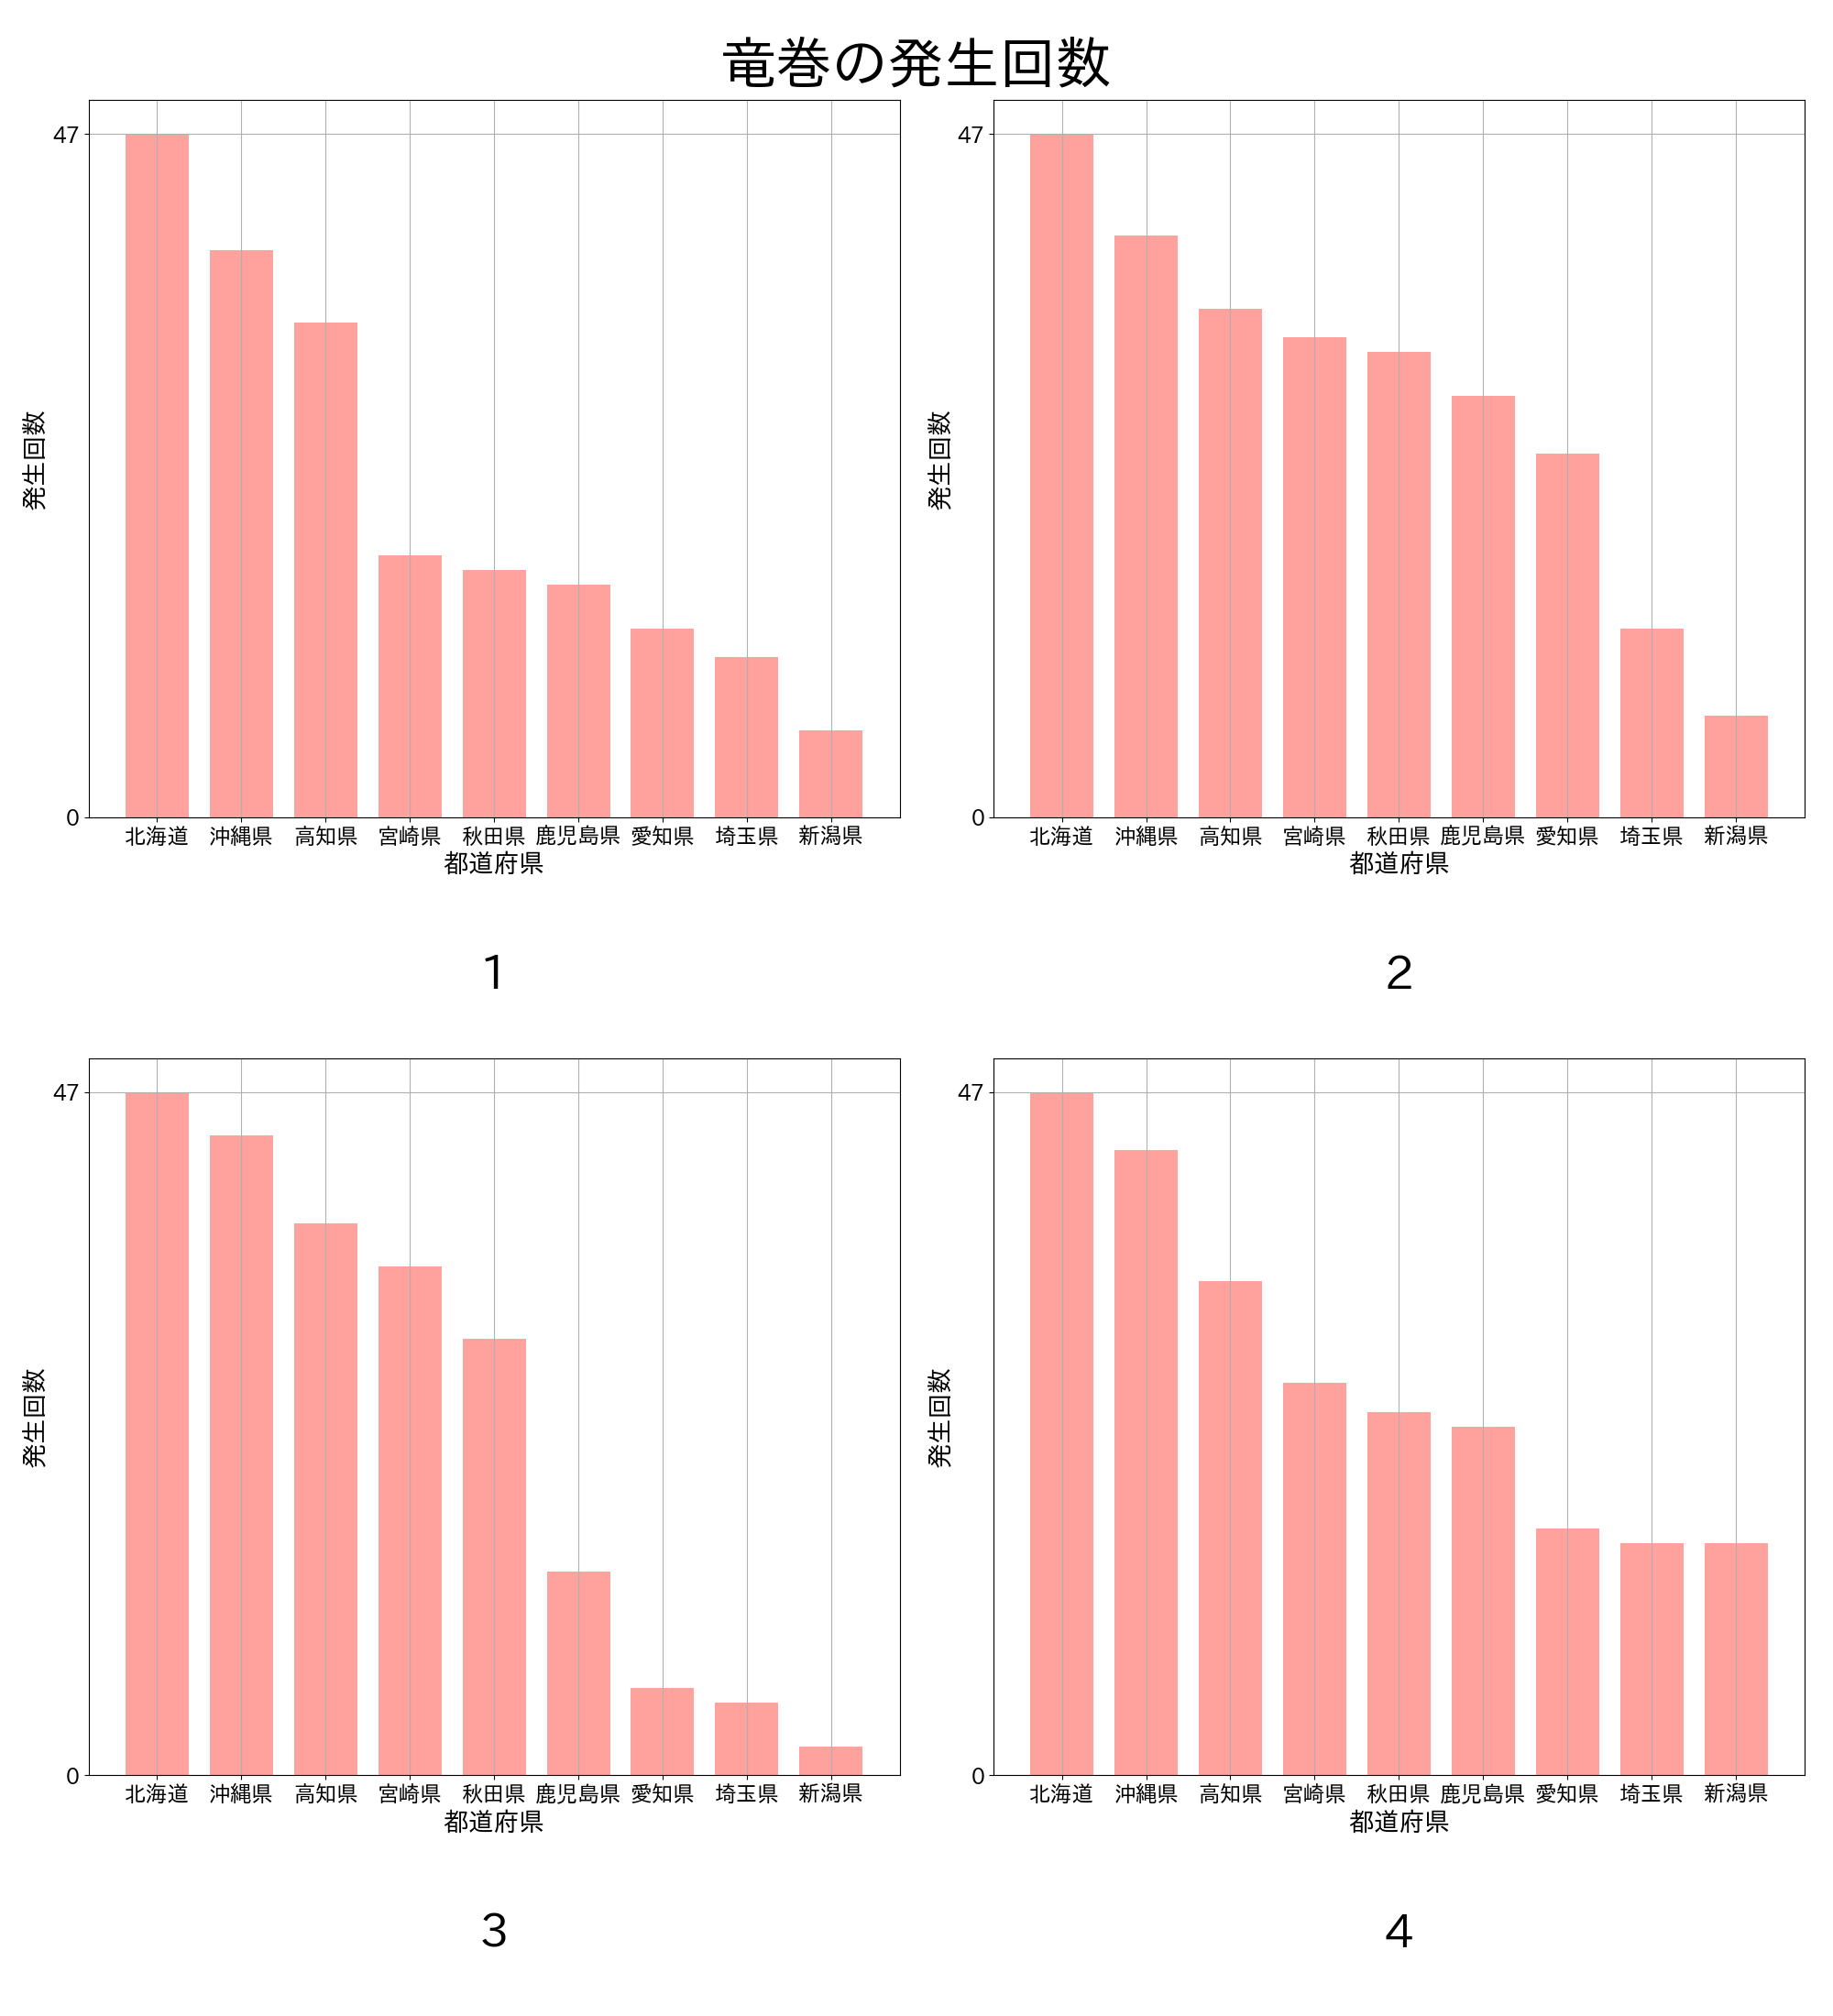 竜巻の発生回数
47
0
発生回数
北海道 沖縄県 高知県 宮崎県 秋田県 鹿児島県 愛知県 埼玉県 新潟県
都道府県
1
47
0
発生回数
北海道 沖縄県 高知県 宮崎県 秋田県 鹿児島県 愛知県 埼玉県 新潟県
都道府県
2
47
0
発生回数
北海道 沖縄県 高知県 宮崎県 秋田県 鹿児島県 愛知県 埼玉県 新潟県
都道府県
3
47
0
発生回数
北海道 沖縄県 高知県 宮崎県 秋田県 鹿児島県 愛知県 埼玉県 新潟県
都道府県
4